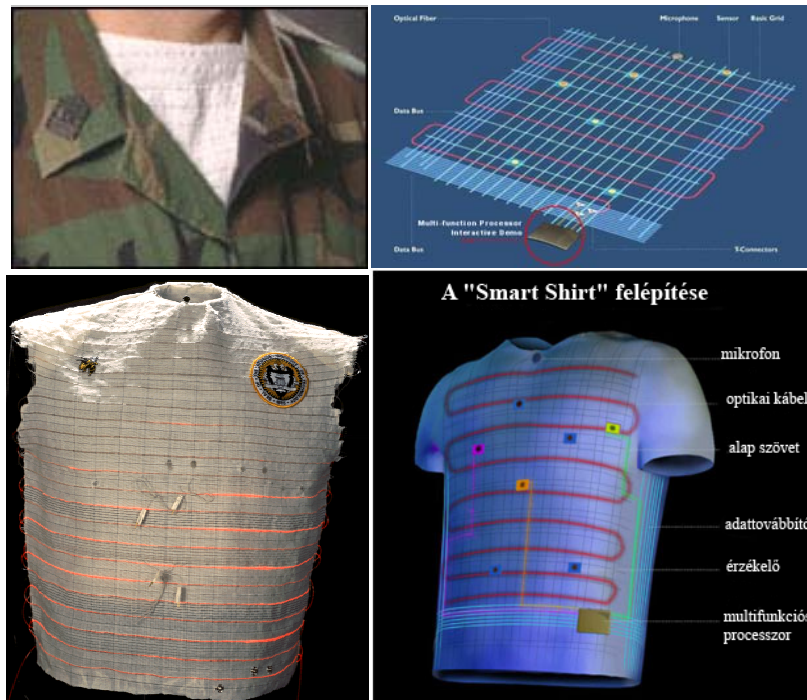 Optical Fiber
Microphone
Sensor
Basic Grid
Data Bus
Multi-function Processor
Interactive Demo
Data Bus
T-Connectors
A "Smart Shirt" felépítése
mikrofon
optikai kábel
alap szövet
adattovábbító
érzékelő
multifunkciós
processzor